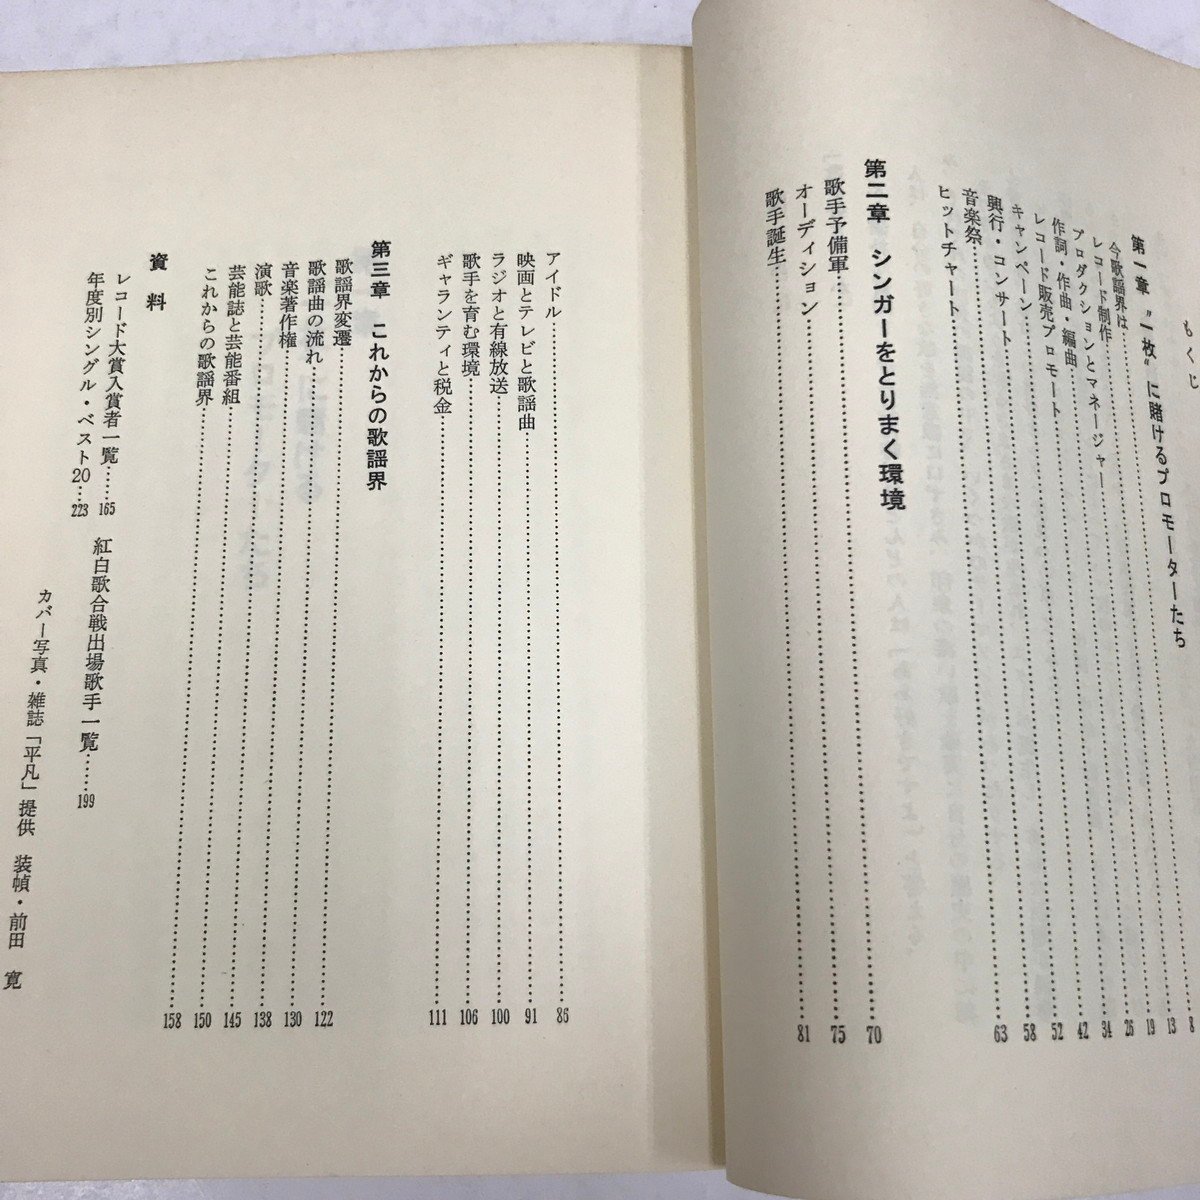 もくじ
第一章 〝一枚〟に賭けるプロモーターたち
今歌謡界は……8
レコード制作……13
プロダクションとマネージャー……19
作詞・作曲・編曲……26
レコード販売プロモート……34
キャンペーン……42
興行・コンサート……52
音楽祭……58
ヒットチャート……63
第二章 シンガーをとりまく環境
歌手予備軍……70
オーディション……75
歌手誕生……81
アイドル……86
映画とテレビと歌謡曲……91
ラジオと有線放送……100
歌手を育む環境……106
ギャランティと税金……111
第三章 これからの歌謡界
歌謡界変遷……122
歌謡曲の流れ……130
音楽著作権……138
演歌……145
芸能誌と芸能番組……150
これからの歌謡界……158
資料
レコード大賞入賞者一覧……165 紅白歌合戦出場歌手一覧……199
年度別シングル・ベスト20…223
カバー写真・雑誌「平凡」提供 装幀・前田 寛